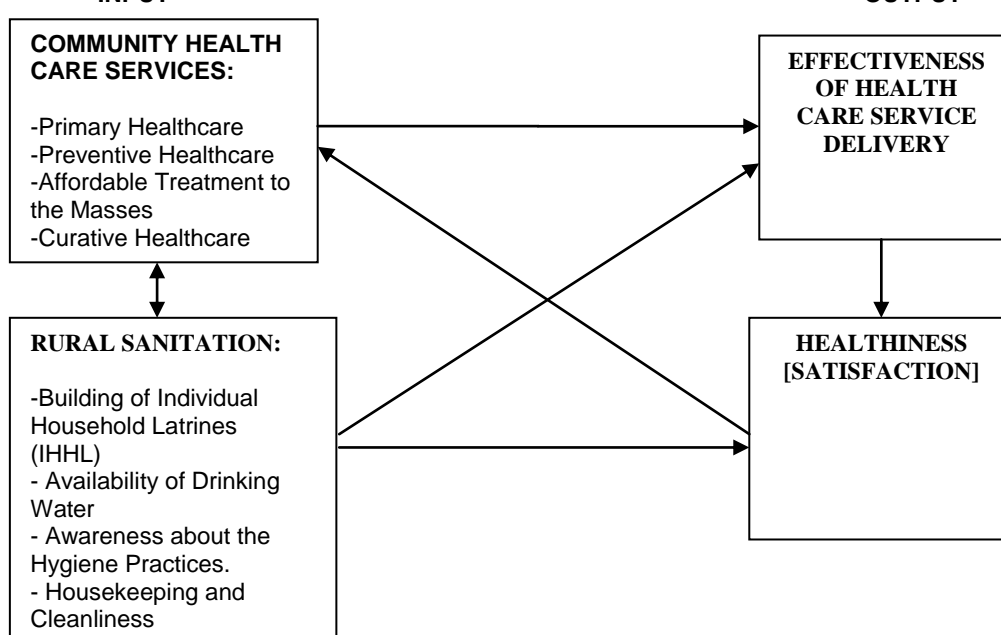 COMMUNITY HEALTH
CARE SERVICES:
-Primary Healthcare
-Preventive Healthcare
-Affordable Treatment to
the Masses
-Curative Healthcare
EFFECTIVENESS
OF HEALTH
CARE SERVICE
DELIVERY
RURAL SANITATION:
-Building of Individual
Household Latrines
(IHHL)
- Availability of Drinking
Water
- Awareness about the
Hygiene Practices.
- Housekeeping and
Cleanliness
HEALTHINESS
[SATISFACTION]